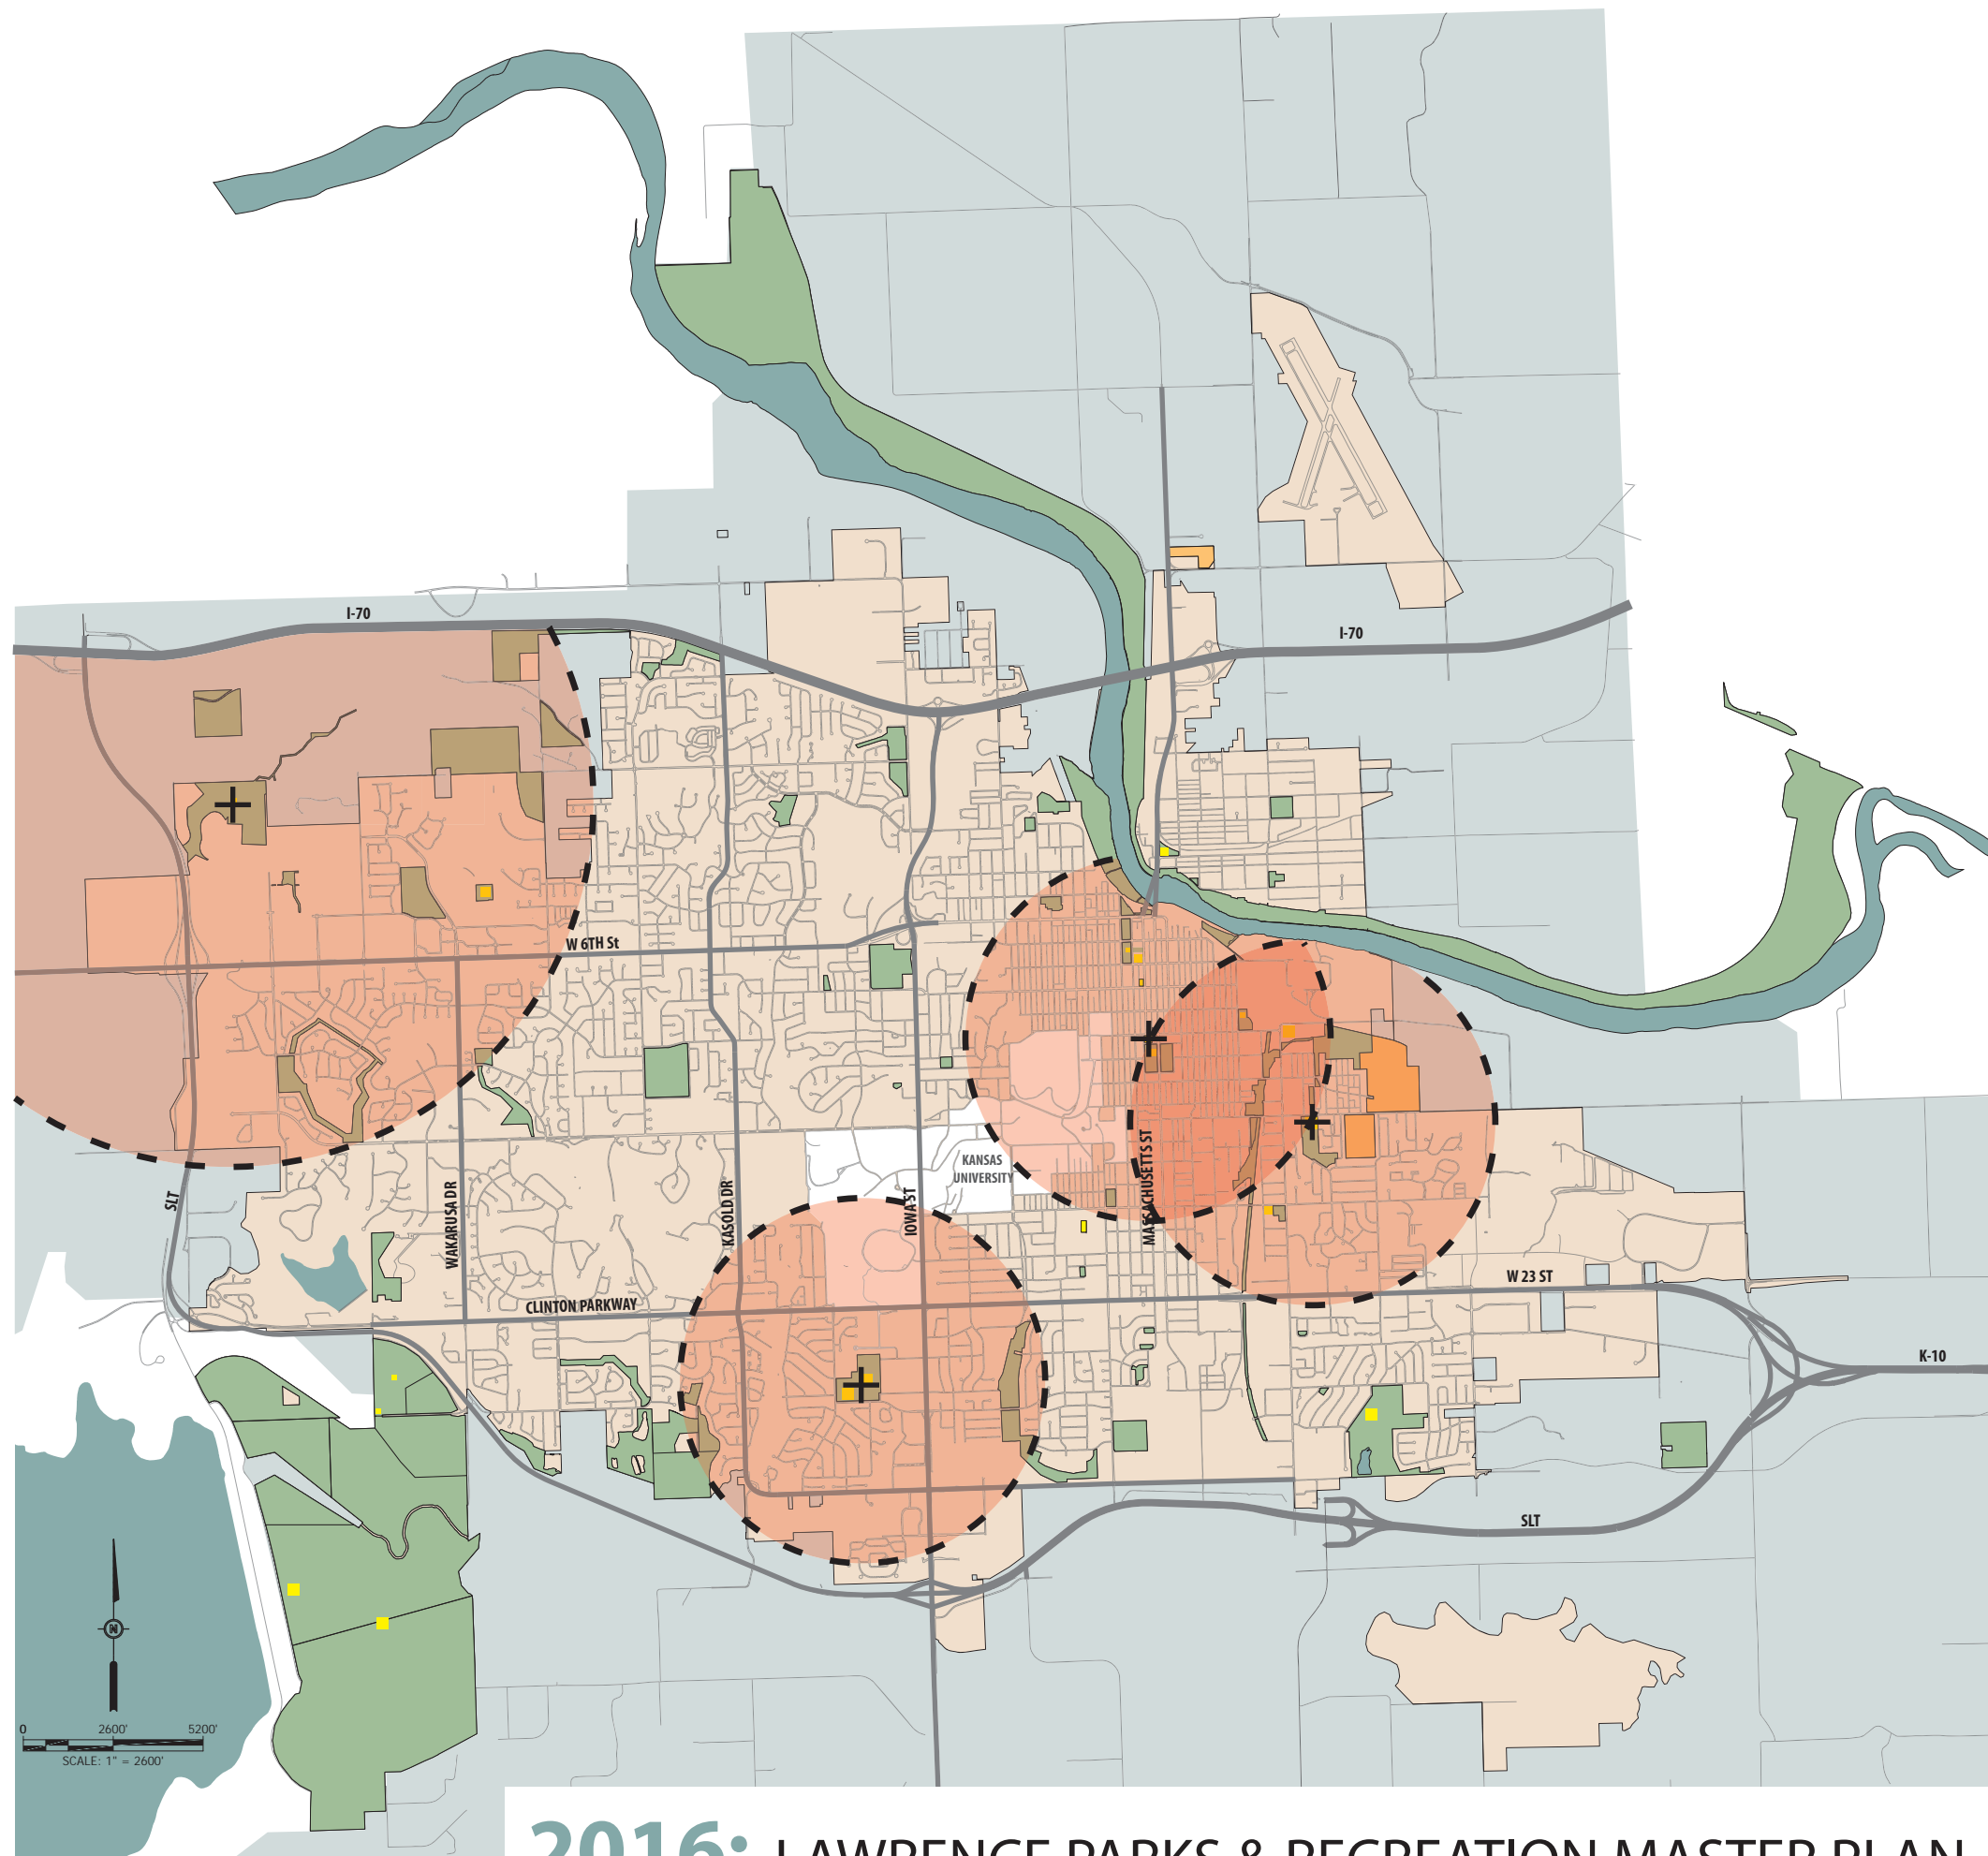 I-70
I-70
W 6TH St
SLT
WAKARUSA DR
KASOLD DR
IOWA ST
KANSAS
UNIVERSITY
MASSACHUSETTS ST
W 23 ST
CLINTON PARKWAY
K-10
SLT
N
0 2600' 5200'
SCALE: 1" = 2600'
2016: LAWRENCE PARKS & RECREATION MASTER PLAN